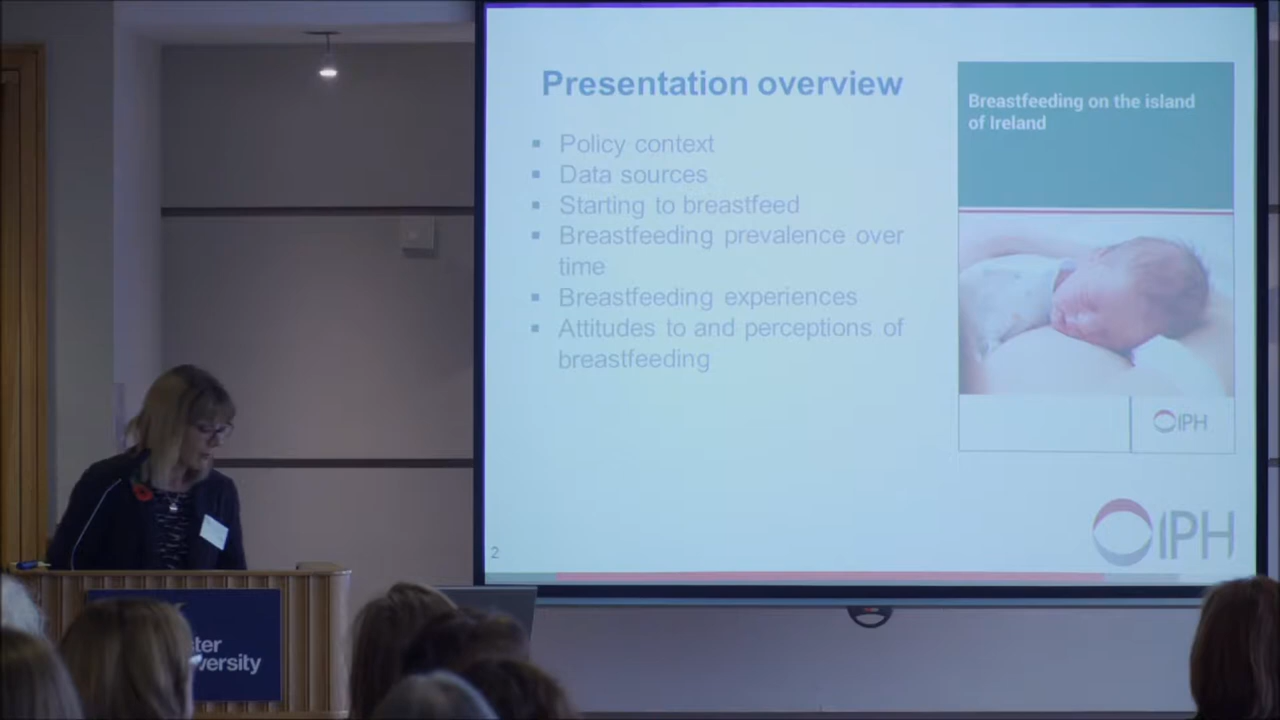 Presentation overview
Policy context
Data sources
Starting to breastfeed
Breastfeeding prevalence over
time
Breastfeeding experiences
Attitudes to and perceptions of
breastfeeding
2
Breastfeeding on the island
of Ireland
IPH
IPH
ster
versity